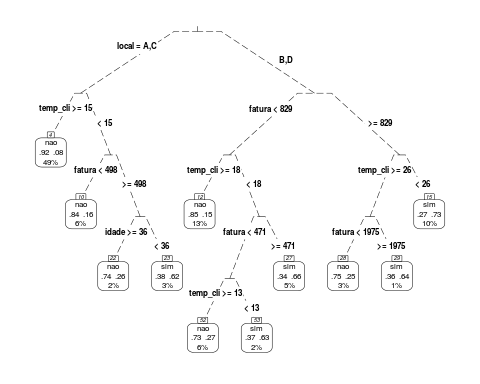 local = A,C
B,D
temp_cli >= 15
< 15
fatura < 829
>= 829
4
nao
.92 .08
49%
fatura < 498
>= 498
temp_cli >= 18
< 18
temp_cli >= 26
< 26
10
nao
.84 .16
6%
12
nao
.85 .15
13%
15
sim
.27 .73
10%
idade >= 36
< 36
fatura < 471
>= 471
fatura < 1975
>= 1975
22
nao
.74 .26
2%
23
sim
.38 .62
3%
27
sim
.34 .66
5%
28
nao
.75 .25
3%
29
sim
.36 .64
1%
temp_cli >= 13
< 13
52
nao
.73 .27
6%
53
sim
.37 .63
2%